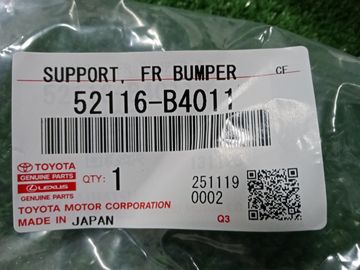 SUPPORT, FR BUMPER CF
52116-B4011
TOYOTA
GENUINE PARTS
LEXUS
GENUINE PARTS
QTY: 1
251119
0002
TOYOTA MOTOR CORPORATION
MADE IN JAPAN
Q3